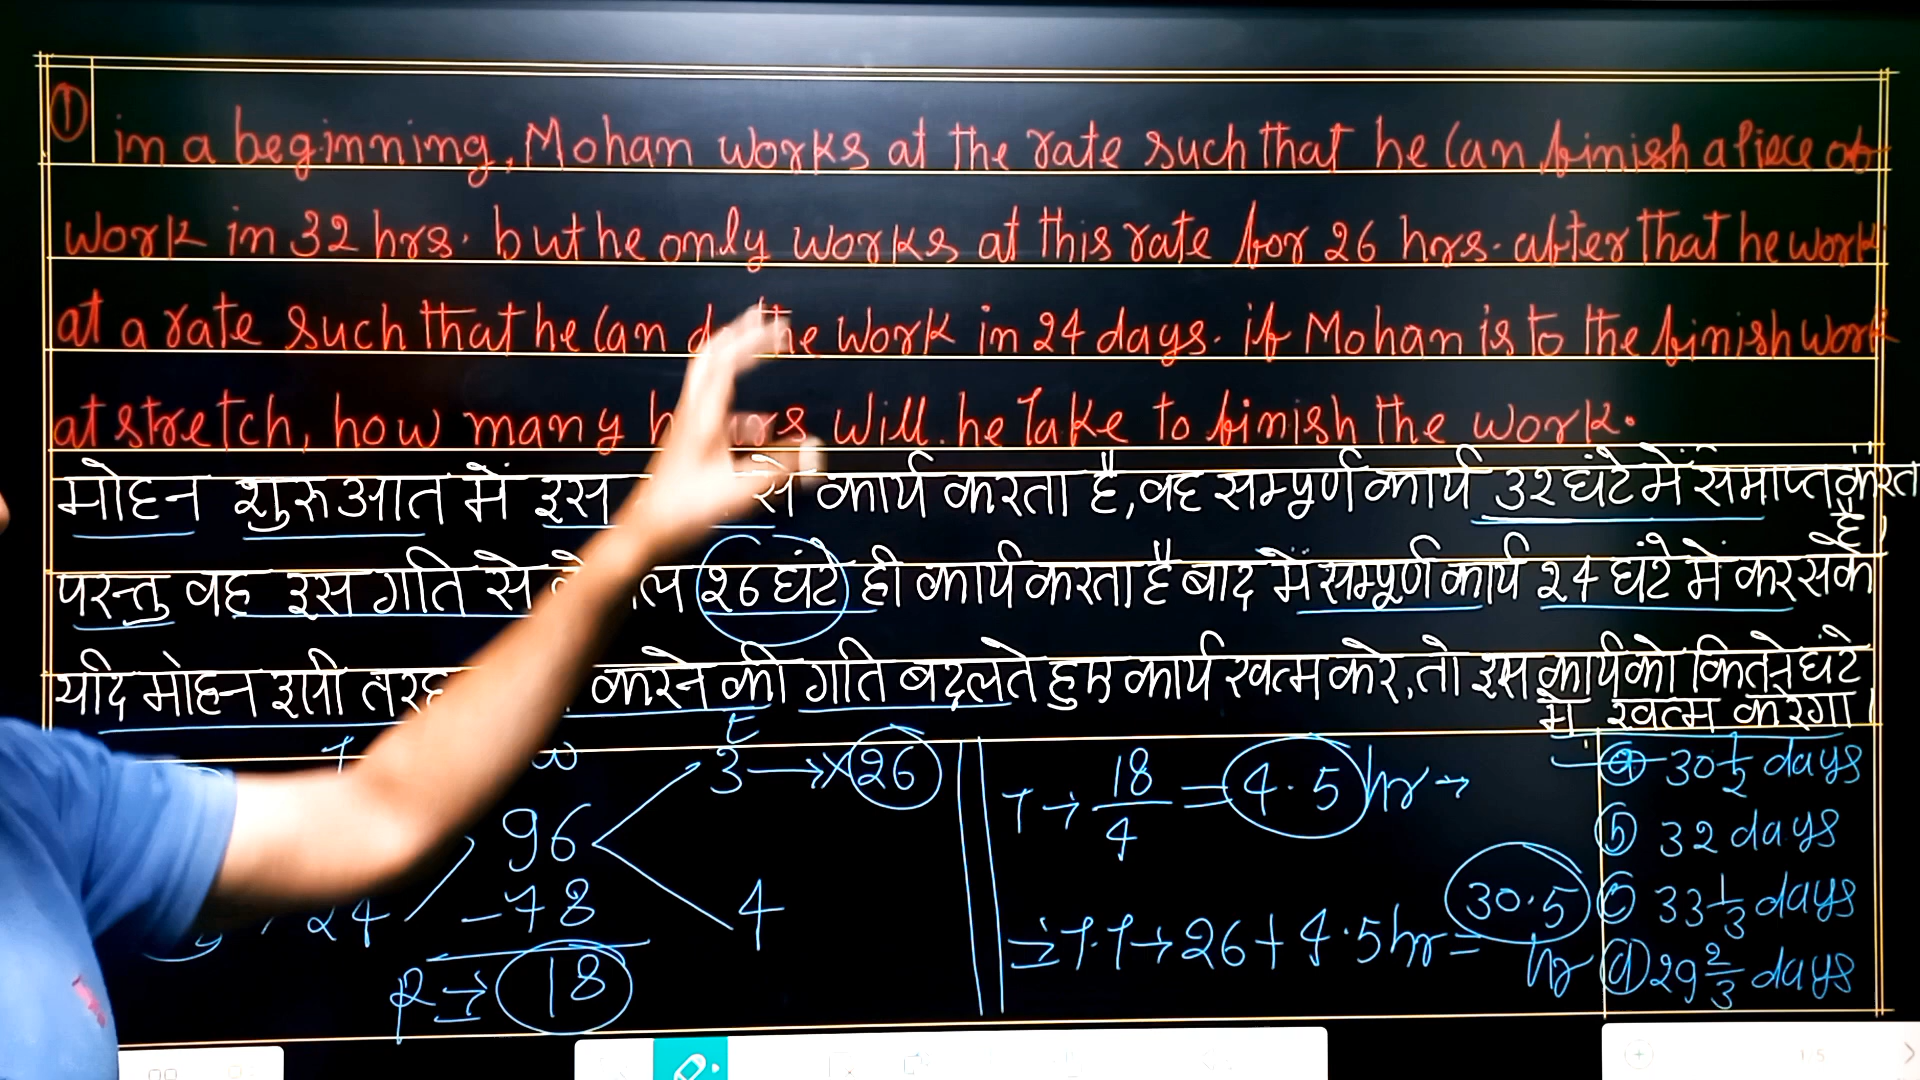 ① in a beginning, Mohan works at the rate such that he can finish a piece of
work in 32 hrs. but he only works at this rate for 26 hrs. after that he work
at a rate such that he can the work in 24 days. if Mohan is to the finish work
at stretch, how many will he take to finish the work.
मोहन शुरुआत में इस से कार्य करता है, वह सम्पूर्ण कार्य 32 घंटे में समाप्त करता है।
परन्तु वह इस गति से 26 घंटे ही कार्य करता है बाद में सम्पूर्ण कार्य 24 घंटे में कर सके
यदि मोहन इसी तरह करने की गति बदलते हुए कार्य खत्म करे, तो इस कार्य को कितने घंटे
में खत्म करेगा।
T W E
3 → × 26
96
24 4
-78
R → 18
T → 18/4 = 4.5 hr →
⇒ T.T → 26 + 4.5 hr = 30.5 hr
ⓐ 30 1/2 days
ⓑ 32 days
ⓒ 33 1/3 days
ⓓ 29 2/3 days